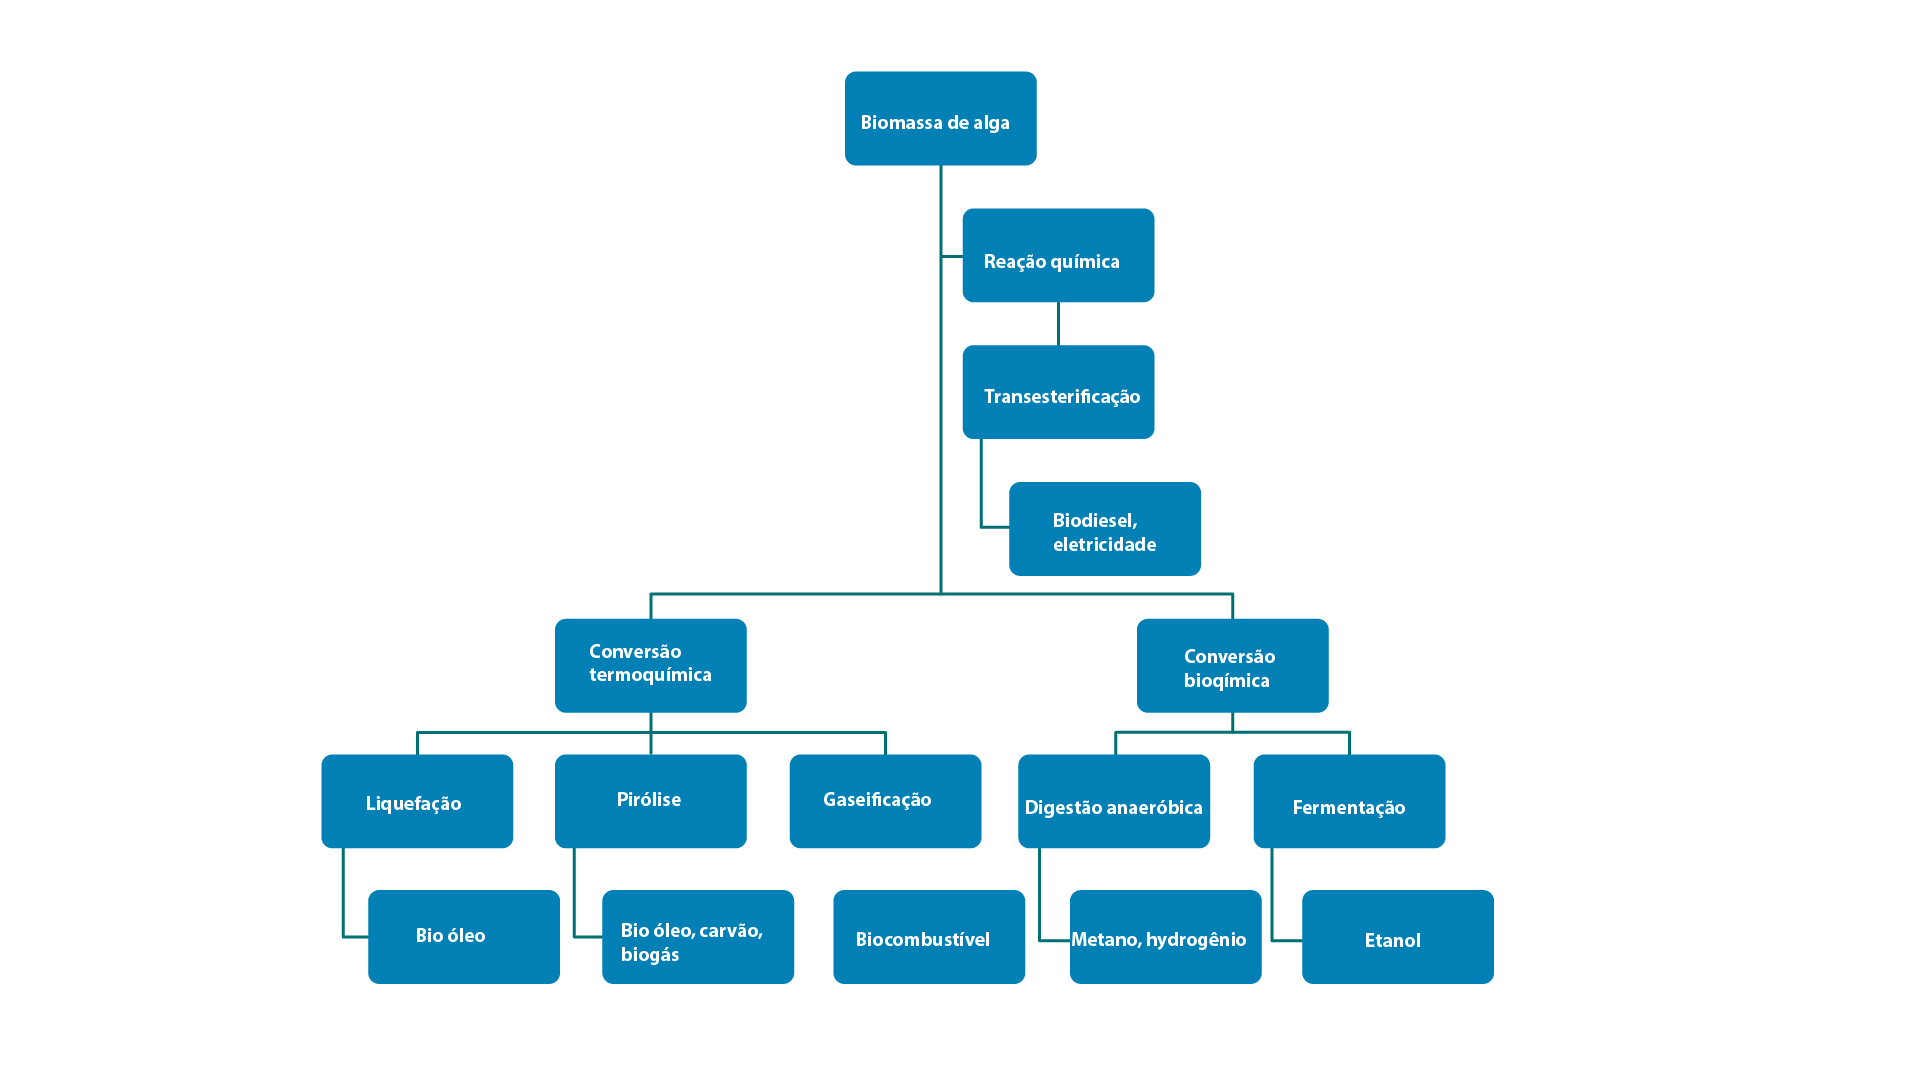 Biomassa de alga
Reação química
Transesterificação
Biodiesel,
eletricidade
Conversão
termoquímica
Conversão
bioqímica
Liquefação
Pirólise
Gaseificação
Digestão anaeróbica
Fermentação
Bio óleo
Bio óleo, carvão,
biogás
Biocombustível
Metano, hydrogênio
Etanol